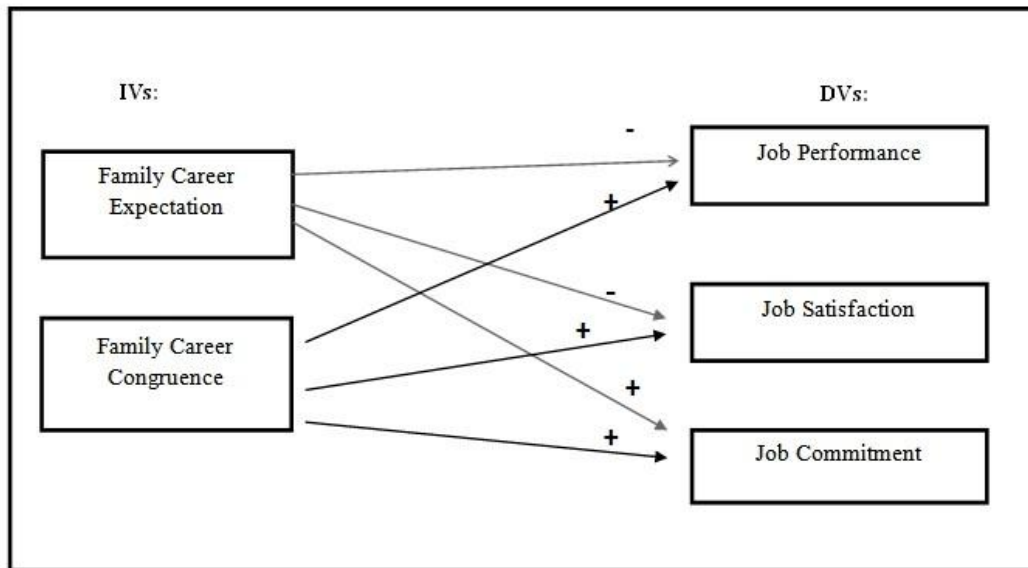 IVs:
DVs:
-
Job Performance
Family Career
Expectation
+
-
Job Satisfaction
+
Family Career
Congruence
+
+
Job Commitment